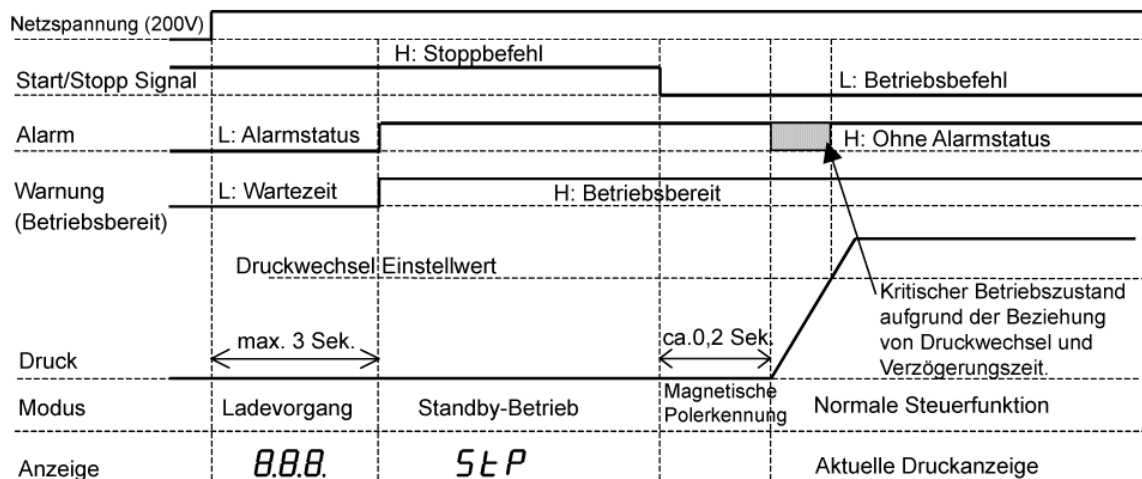 Netzspannung (200V)
H: Stoppbefehl
Start/Stopp Signal
L: Betriebsbefehl
Alarm
L: Alarmstatus
H: Ohne Alarmstatus
Warnung
(Betriebsbereit)
L: Wartezeit
H: Betriebsbereit
Druckwechsel Einstellwert
Kritischer Betriebszustand
aufgrund der Beziehung
von Druckwechsel und
Verzögerungszeit.
Druck
max. 3 Sek.
ca.0,2 Sek.
Modus
Ladevorgang
Standby-Betrieb
Magnetische
Polerkennung
Normale Steuerfunktion
Anzeige
8.8.8.
StP
Aktuelle Druckanzeige